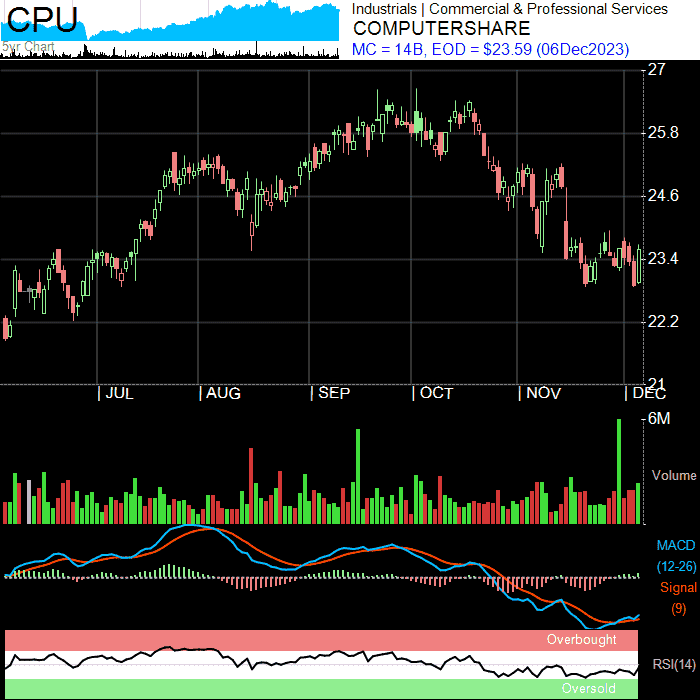 CPU
5yr Chart
Industrials | Commercial & Professional Services
COMPUTERSHARE
MC = 14B, EOD = $23.59 (06Dec2023)
27
25.8
24.6
23.4
22.2
21
| JUL | AUG | SEP | OCT | NOV | DEC
6M
Volume
MACD
(12-26)
Signal
(9)
Overbought
RSI(14)
Oversold